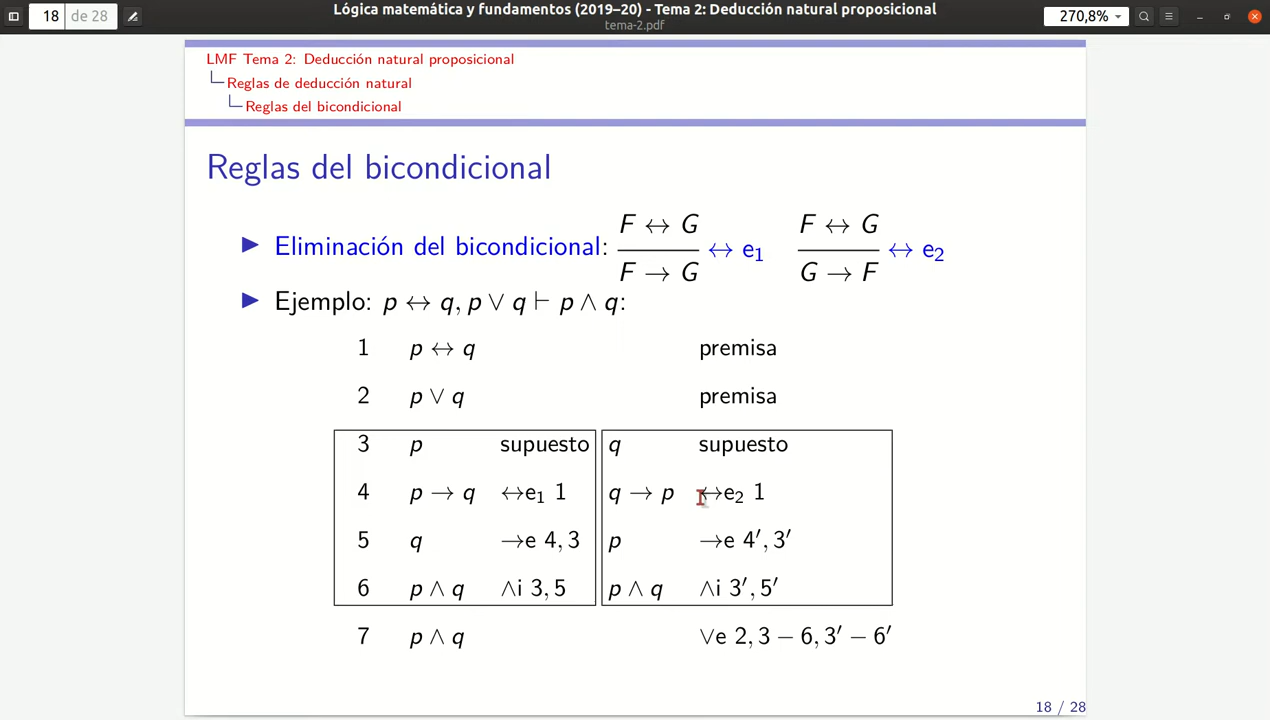 Lógica matemática y fundamentos (2019–20) - Tema 2: Deducción natural proposicional
tema-2.pdf
18 de 28
270,8%
LMF Tema 2: Deducción natural proposicional
Reglas de deducción natural
Reglas del bicondicional
Reglas del bicondicional
Eliminación del bicondicional: F ↔ G / F → G ↔ e₁ F ↔ G / G → F ↔ e₂
Ejemplo: p ↔ q, p ∨ q ⊢ p ∧ q:
1 p ↔ q premisa
2 p ∨ q premisa
3 p supuesto q supuesto
4 p → q ↔e₁ 1 q → p ↔e₂ 1
5 q →e 4, 3 p →e 4′, 3′
6 p ∧ q ∧i 3, 5 p ∧ q ∧i 3′, 5′
7 p ∧ q ∨e 2, 3 − 6, 3′ − 6′
18 / 28